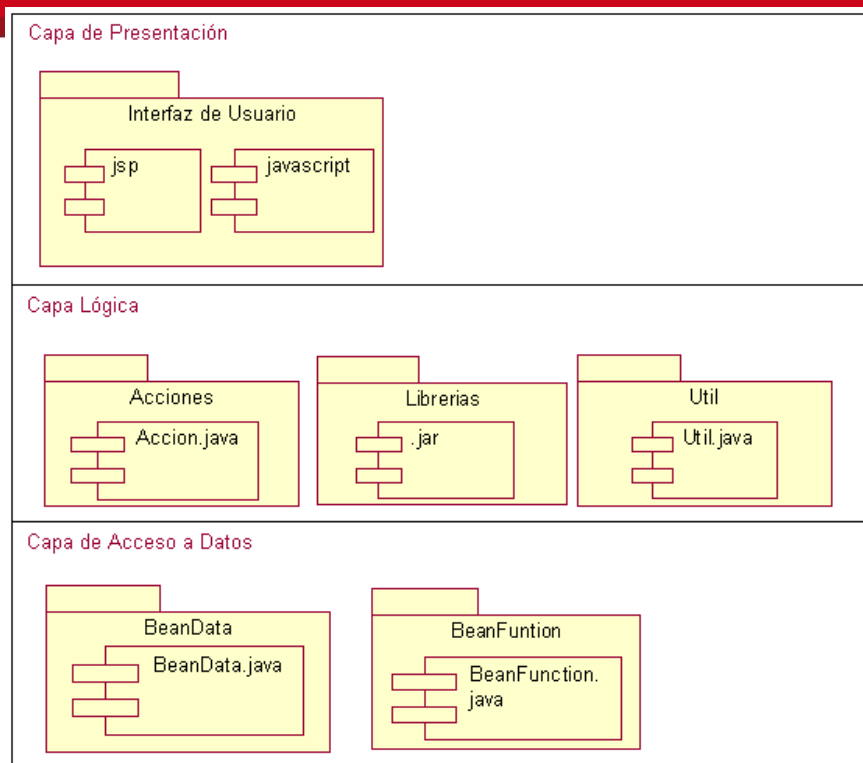 Capa de Presentación
Interfaz de Usuario
jsp
javascript
Capa Lógica
Acciones
Accion.java
Librerias
.jar
Util
Util.java
Capa de Acceso a Datos
BeanData
BeanData.java
BeanFuntion
BeanFunction.
java